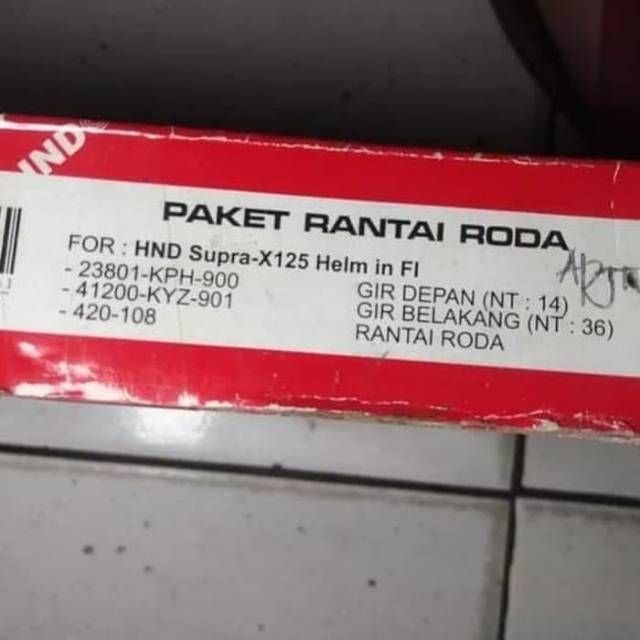 IND
PAKET RANTAI RODA
FOR : HND Supra-X125 Helm in FI
- 23801-KPH-900 GIR DEPAN (NT : 14)
- 41200-KYZ-901 GIR BELAKANG (NT : 36)
- 420-108 RANTAI RODA